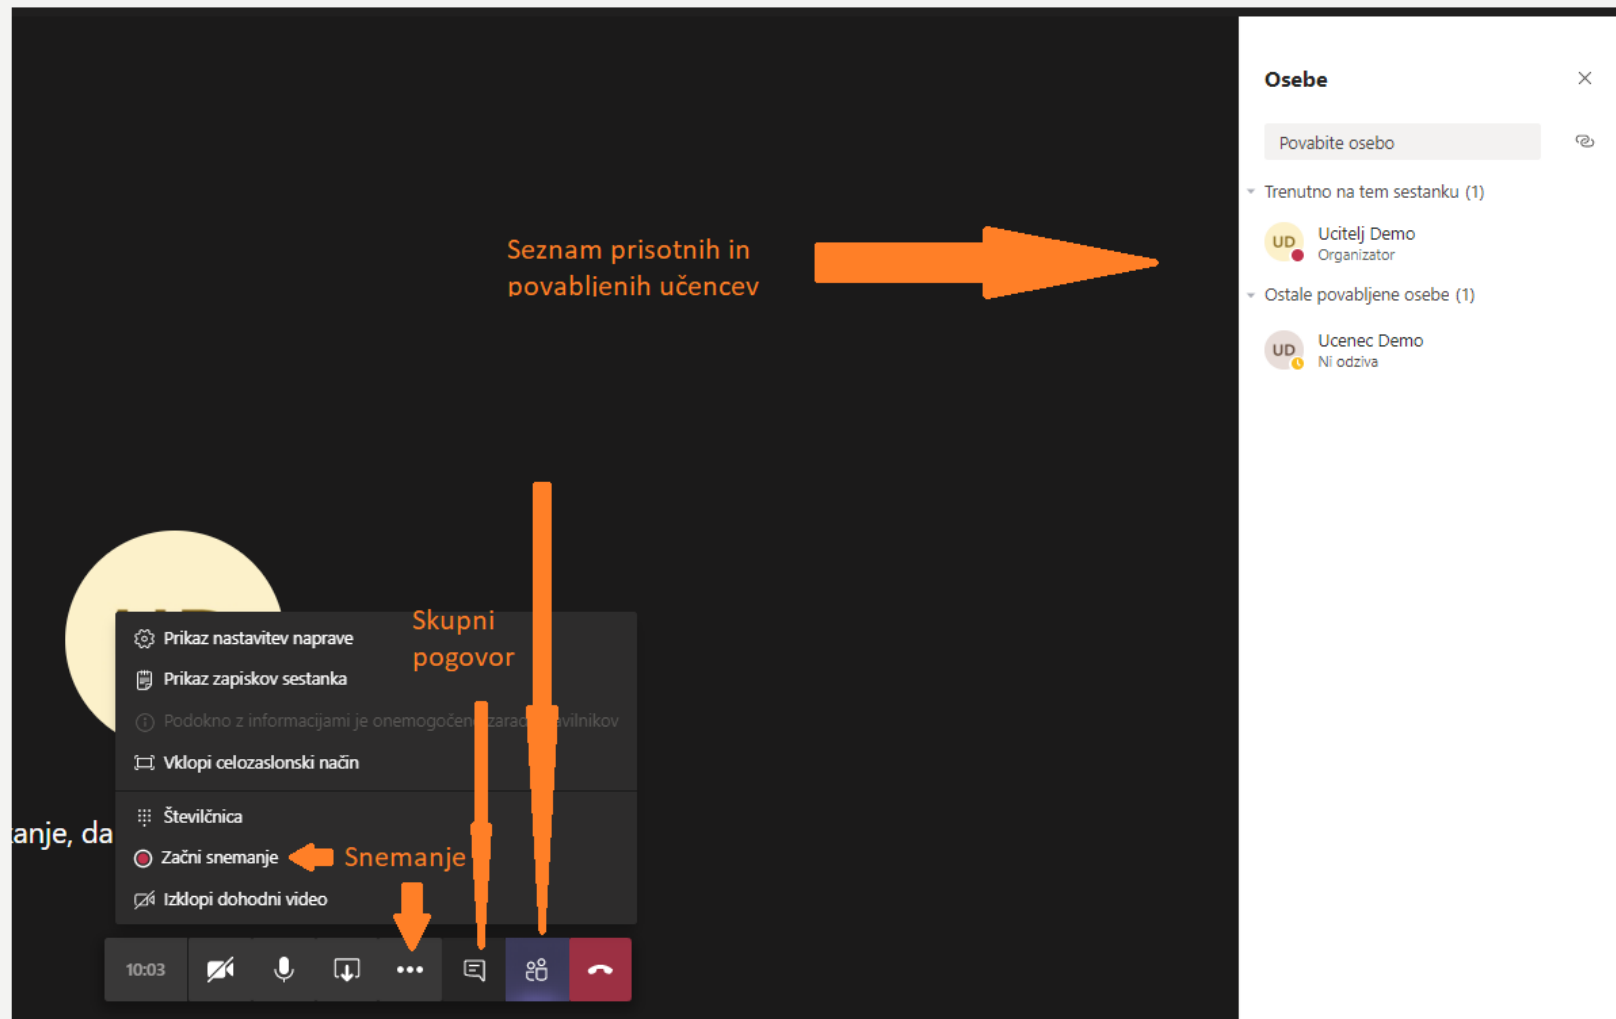 Osebe
Povabite osebo
Trenutno na tem sestanku (1)
UD
Ucitelj Demo
Organizator
Ostale povabljene osebe (1)
UD
Ucenec Demo
Ni odziva
Seznam prisotnih in
povabljenih učencev
Skupni
pogovor
Prikaz nastavitev naprave
Prikaz zapiskov sestanka
Podokno z informacijami je onemogočeno
Vklopi celozaslonski način
Številčnica
anje, da
Začni snemanje
Snemanje
Izklopi dohodni video
10:03